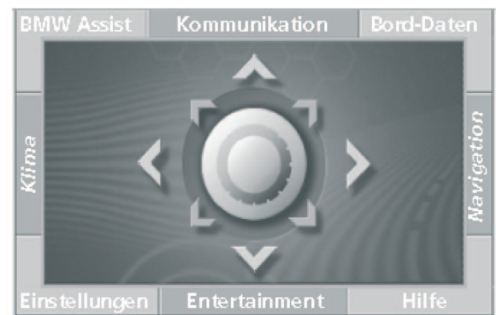 BMW Assist
Kommunikation
Bord-Daten
Klima
Navigation
Einstellungen
Entertainment
Hilfe